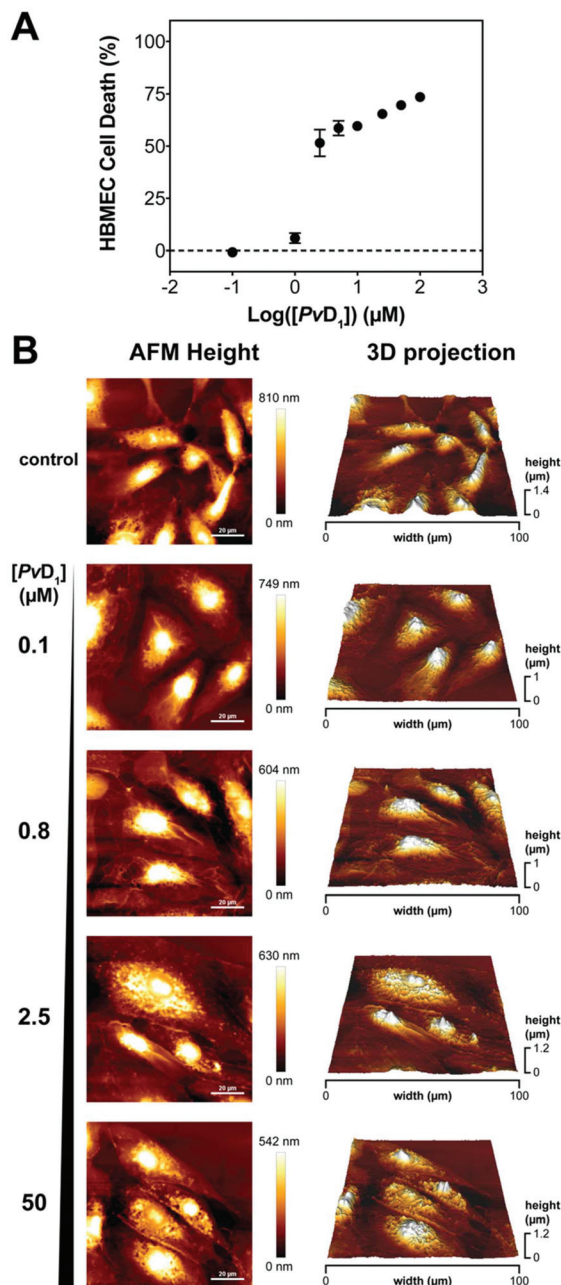 A
HBMEC Cell Death (%)
100
75
50
25
0
-2 -1 0 1 2 3
Log([PvD₁]) (µM)
B
AFM Height 3D projection
control
810 nm
0 nm
20 µm
height
(µm)
1.4
0
0 width (µm) 100
[PvD₁]
(µM)
0.1
749 nm
0 nm
20 µm
height
(µm)
1
0
0 width (µm) 100
0.8
604 nm
0 nm
20 µm
height
(µm)
1
0
0 width (µm) 100
2.5
630 nm
0 nm
20 µm
height
(µm)
1.2
0
0 width (µm) 100
50
542 nm
0 nm
20 µm
height
(µm)
1.2
0
0 width (µm) 100